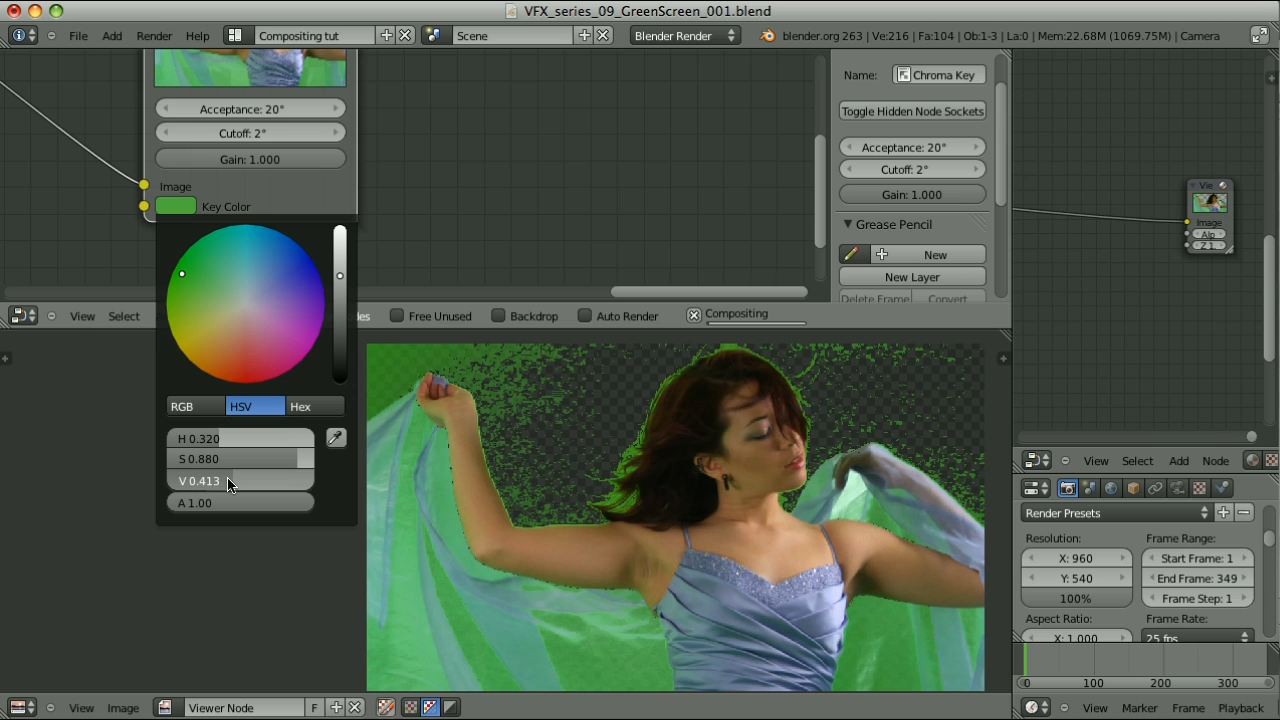 VFX_series_09_GreenScreen_001.blend
File Add Render Help Compositing tut Scene Blender Render blender.org 263 | Ve:216 | Fa:104 | Ob:1-3 | La:0 | Mem:22.68M (1069.75M) | Camera
Acceptance: 20°
Cutoff: 2°
Gain: 1.000
Image
Key Color
RGB HSV Hex
H 0.320
S 0.880
V 0.413
A 1.00
Name: Chroma Key
Toggle Hidden Node Sockets
Acceptance: 20°
Cutoff: 2°
Gain: 1.000
Grease Pencil
New
New Layer
Delete Frame Convert
View Select des Free Unused Backdrop Auto Render Compositing
Vie
Image
Alp
Z 1
View Select Add Node
Render Presets
Resolution: Frame Range:
X: 960 Start Frame: 1
Y: 540 End Frame: 349
100% Frame Step: 1
Aspect Ratio: Frame Rate:
X: 1.000 25 fps
0 100 200 300
View Image Viewer Node F
View Marker Frame Playback